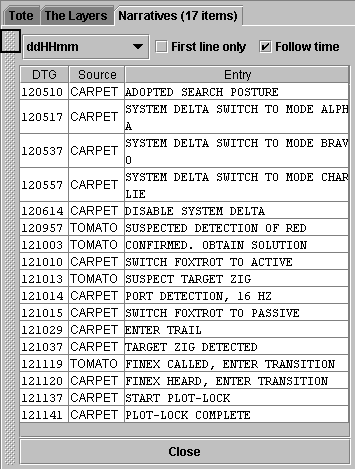 Tote The Layers Narratives (17 items)
ddHHmm First line only Follow time
DTG Source Entry
120510 CARPET ADOPTED SEARCH POSTURE
120517 CARPET SYSTEM DELTA SWITCH TO MODE ALPH
A
120537 CARPET SYSTEM DELTA SWITCH TO MODE BRAV
O
120557 CARPET SYSTEM DELTA SWITCH TO MODE CHAR
LIE
120614 CARPET DISABLE SYSTEM DELTA
120957 TOMATO SUSPECTED DETECTION OF RED
121003 TOMATO CONFIRMED. OBTAIN SOLUTION
121010 CARPET SWITCH FOXTROT TO ACTIVE
121013 TOMATO SUSPECT TARGET ZIG
121014 CARPET PORT DETECTION, 16 HZ
121015 CARPET SWITCH FOXTROT TO PASSIVE
121029 CARPET ENTER TRAIL
121037 CARPET TARGET ZIG DETECTED
121119 TOMATO FINEX CALLED, ENTER TRANSITION
121120 CARPET FINEX HEARD, ENTER TRANSITION
121137 CARPET START PLOT-LOCK
121141 CARPET PLOT-LOCK COMPLETE
Close